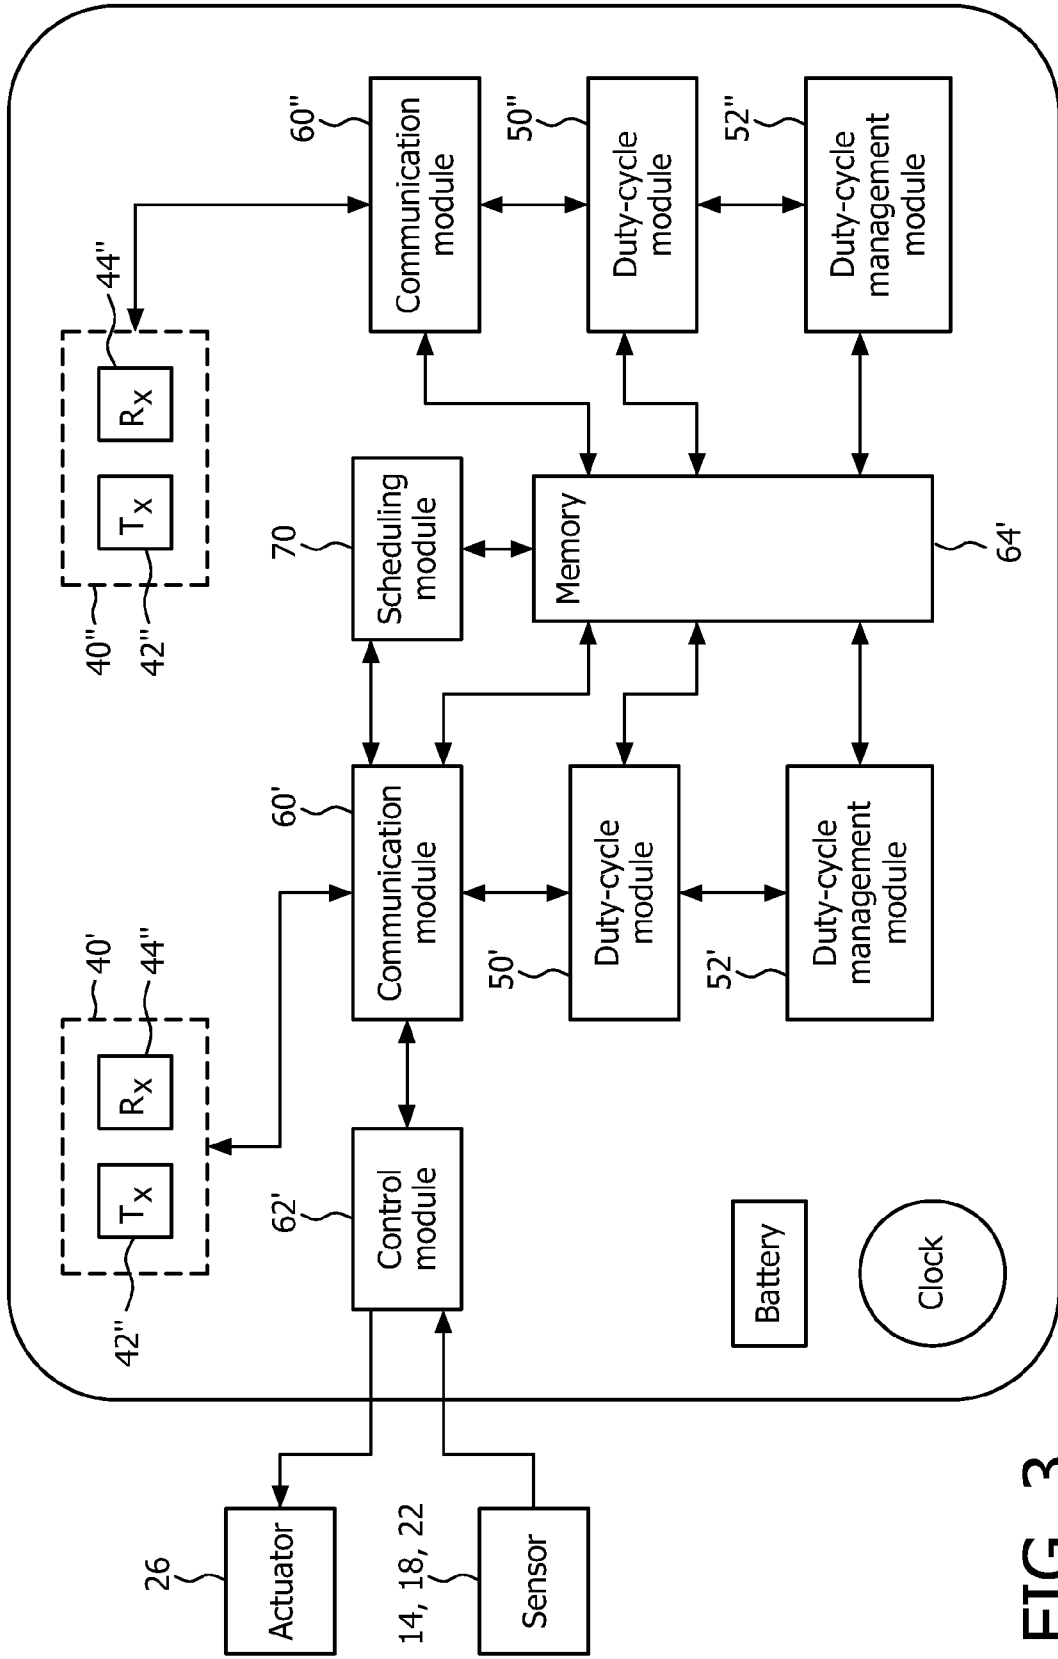 26
Actuator
14, 18, 22
Sensor
40'
42"
44"
Tx
Rx
62'
Control
module
60'
Communication
module
50'
Duty-cycle
module
52'
Duty-cycle
management
module
Battery
Clock
70
Scheduling
module
Memory
64'
40"
42"
44"
Tx
Rx
60"
Communication
module
50"
Duty-cycle
module
52"
Duty-cycle
management
module
FIG. 3